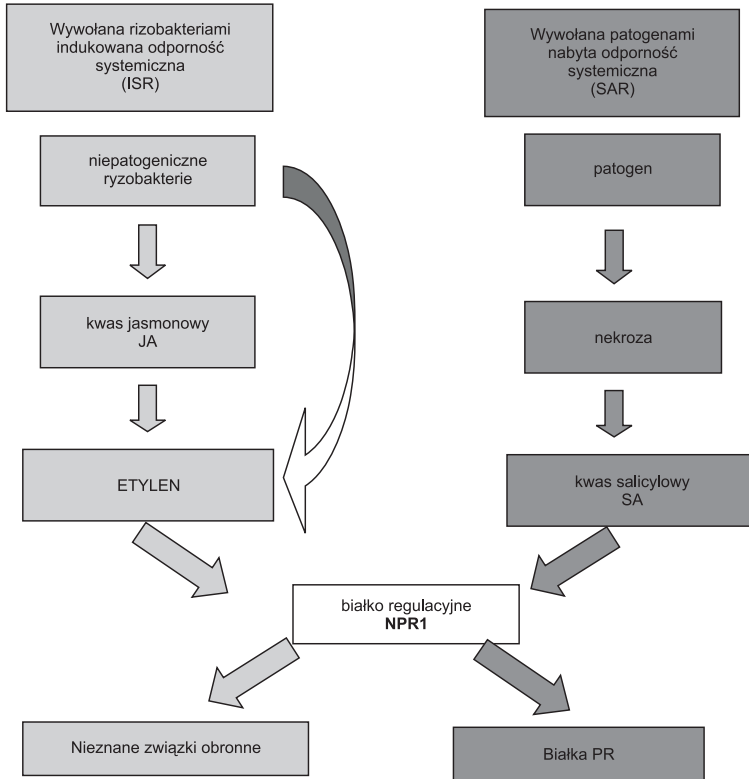 Wywołana rizobakteriami
indukowana odporność
systemiczna
(ISR)
Wywołana patogenami
nabyta odporność
systemiczna
(SAR)
niepatogeniczne
ryzobakterie
patogen
kwas jasmonowy
JA
nekroza
ETYLEN
kwas salicylowy
SA
białko regulacyjne
NPR1
Nieznane związki obronne
Białka PR